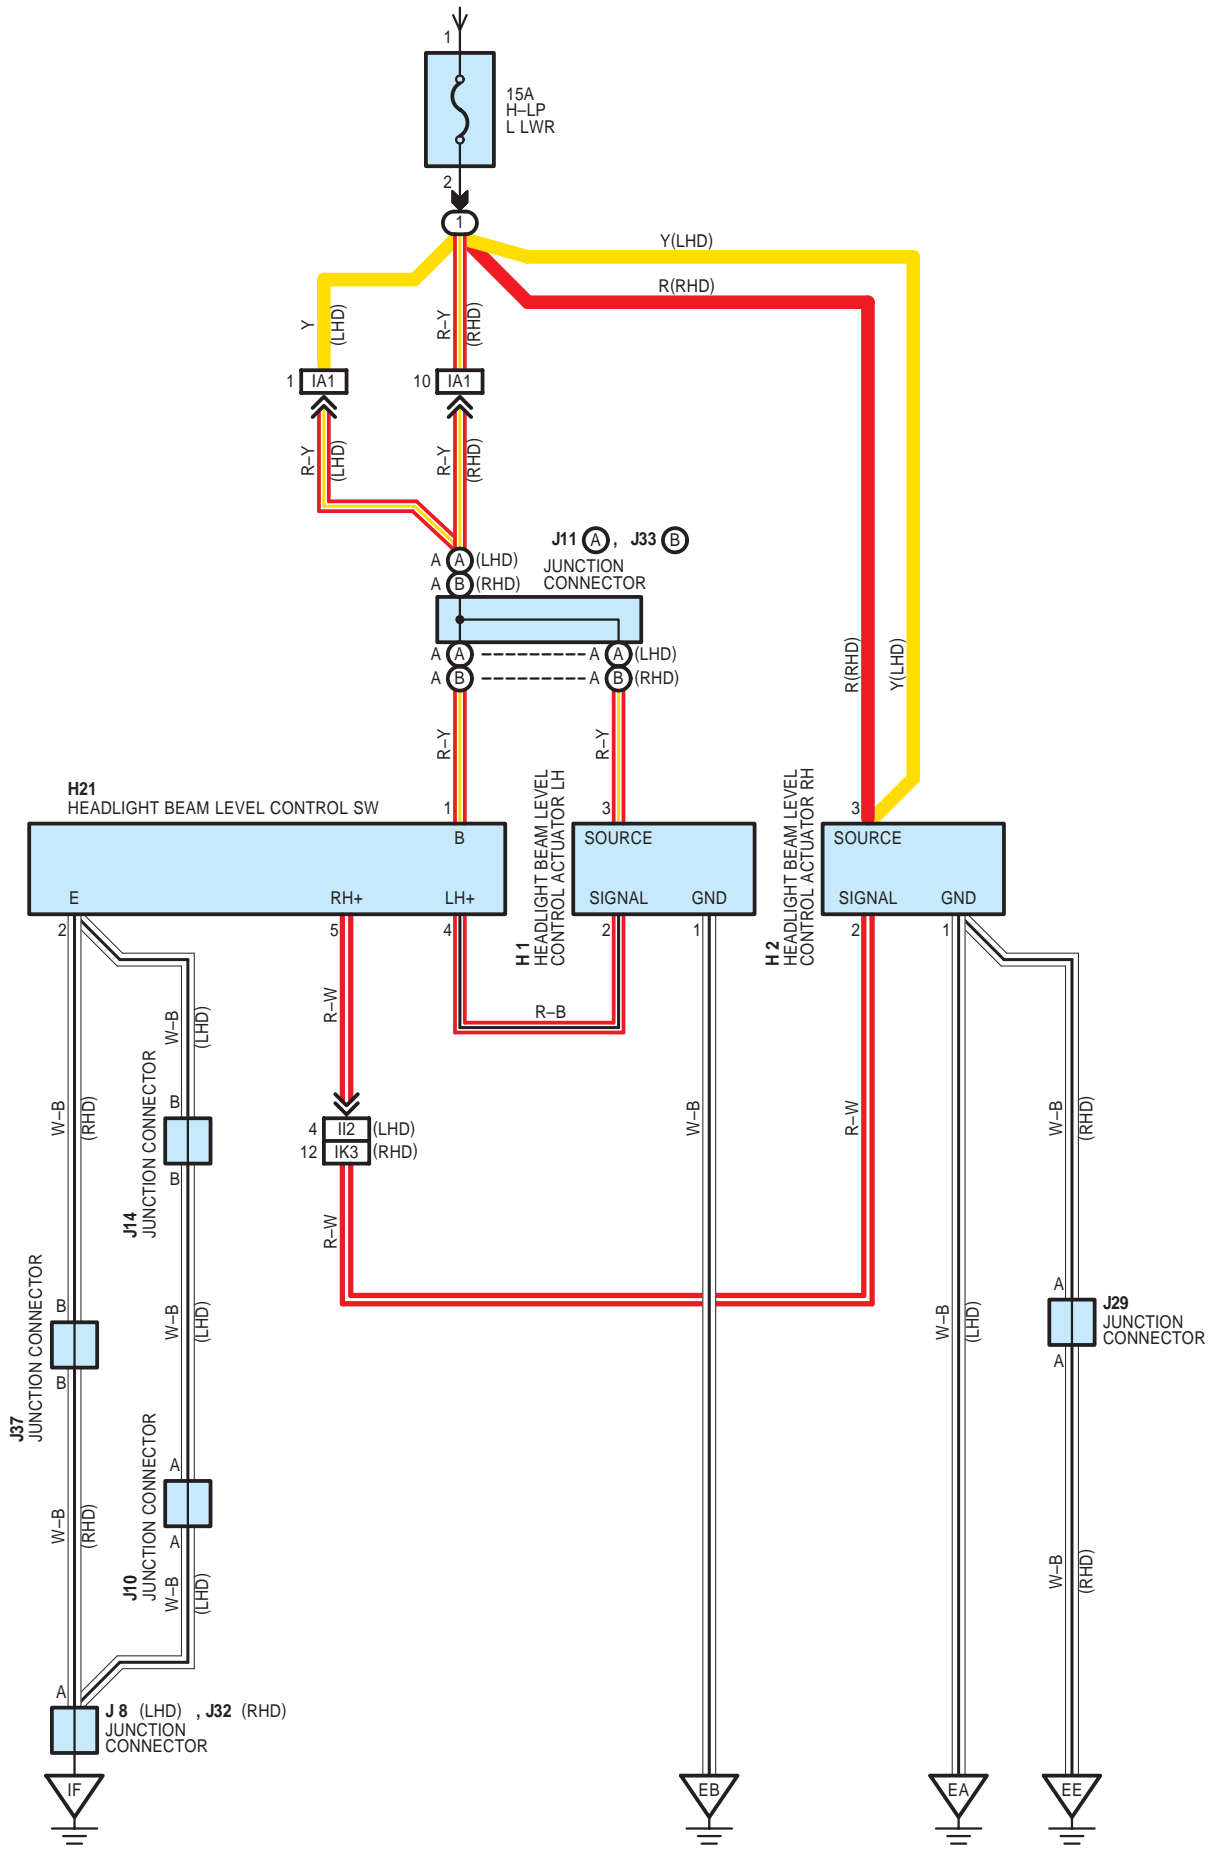 1
15A
H–LP
L LWR
2
1
Y(LHD)
R(RHD)
Y
(LHD)
R–Y
(RHD)
1 IA1
10 IA1
R–Y
(LHD)
R–Y
(RHD)
J11 A , J33 B
JUNCTION
CONNECTOR
A A (LHD)
A B (RHD)
A A A A (LHD)
A B A B (RHD)
R(RHD)
Y(LHD)
R–Y
R–Y
H21
HEADLIGHT BEAM LEVEL CONTROL SW
1
B
E
RH+
LH+
2
5
4
H 1
HEADLIGHT BEAM LEVEL
CONTROL ACTUATOR LH
3
SOURCE
SIGNAL
GND
2
1
H 2
HEADLIGHT BEAM LEVEL
CONTROL ACTUATOR RH
3
SOURCE
SIGNAL
GND
2
1
R–W
R–B
W–B
(LHD)
W–B
(RHD)
B
B
J14
JUNCTION CONNECTOR
4 II2 (LHD)
12 IK3 (RHD)
W–B
R–W
W–B
(RHD)
R–W
W–B
(LHD)
B
B
J37
JUNCTION CONNECTOR
W–B
(LHD)
A
A
J29
JUNCTION
CONNECTOR
A
A
J10
JUNCTION CONNECTOR
W–B
(RHD)
W–B
(LHD)
W–B
(RHD)
A
J 8 (LHD) , J32 (RHD)
JUNCTION
CONNECTOR
IF
EB
EA
EE